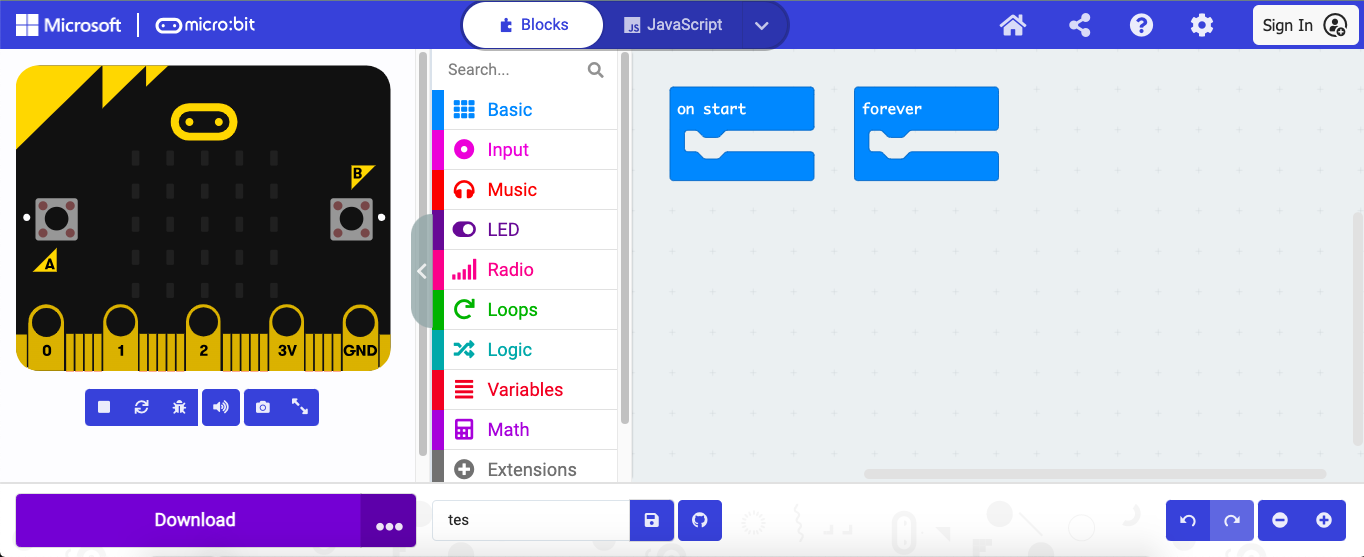 Microsoft
micro:bit
Blocks
JS JavaScript
Sign In
B
A
0 1 2 3V GND
Search...
Basic
Input
Music
LED
Radio
Loops
Logic
Variables
Math
Extensions
on start
forever
Download
tes